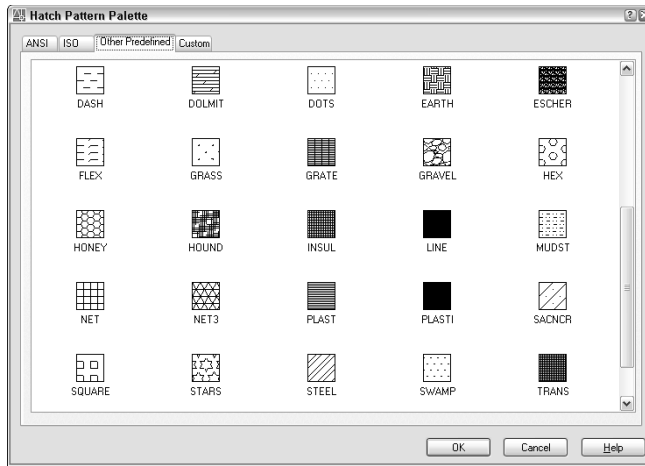 Hatch Pattern Palette
ANSI ISO Other Predefined Custom
DASH DOLMIT DOTS EARTH ESCHER
FLEX GRASS GRATE GRAVEL HEX
HONEY HOUND INSUL LINE MUDST
NET NET3 PLAST PLASTI SACNCR
SQUARE STARS STEEL SWAMP TRANS
OK Cancel Help